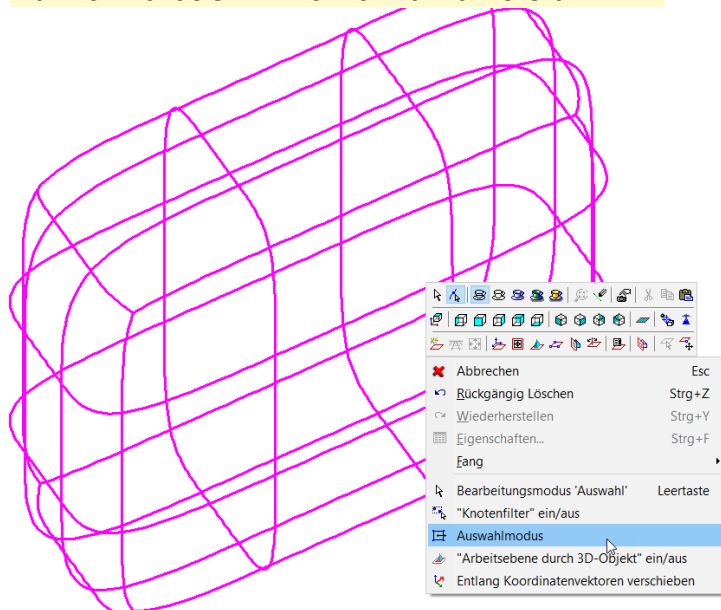 Abbrechen Esc
Rückgängig Löschen Strg+Z
Wiederherstellen Strg+Y
Eigenschaften... Strg+F
Fang
Bearbeitungsmodus 'Auswahl' Leertaste
"Knotenfilter" ein/aus
Auswahlmodus
"Arbeitsebene durch 3D-Objekt" ein/aus
Entlang Koordinatenvektoren verschieben